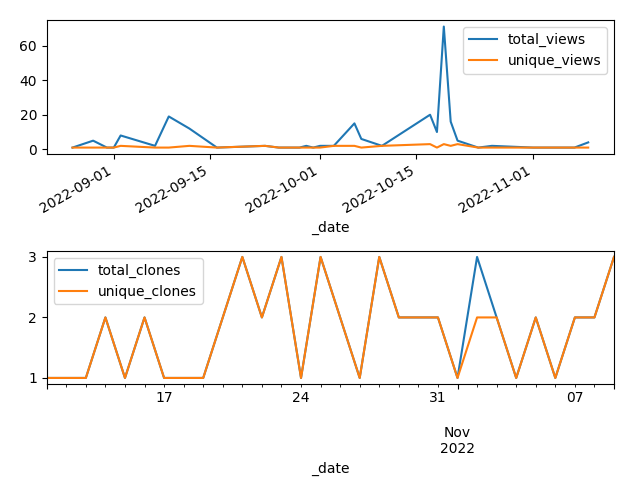 60
40
20
0
total_views
unique_views
2022-09-01
2022-09-15
2022-10-01
2022-10-15
2022-11-01
_date
3
2
1
total_clones
unique_clones
17
24
31
07
Nov
2022
_date